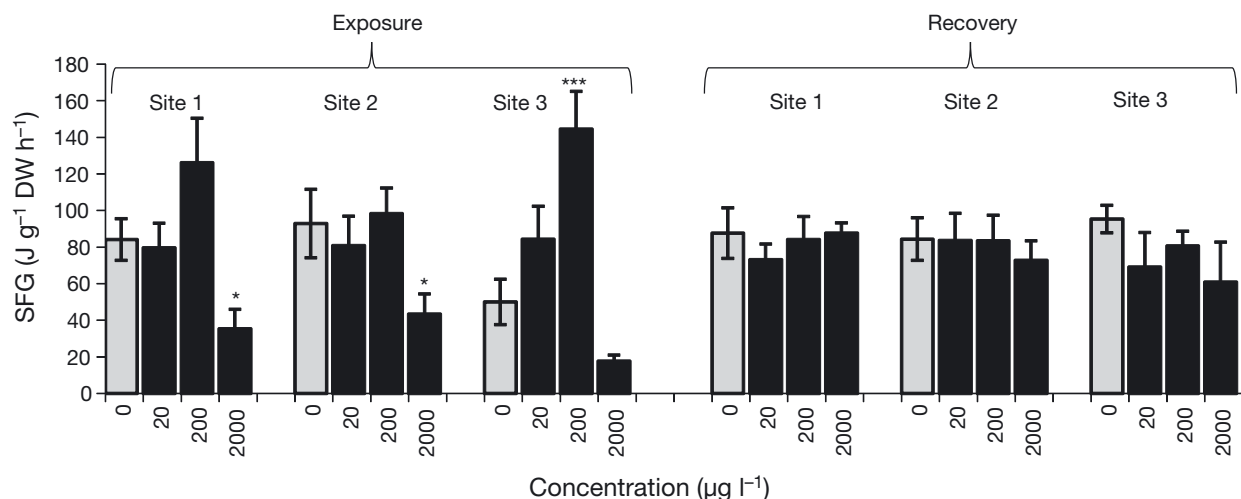 Exposure Recovery
180
160
140
120
100
80
60
40
20
0
SFG (J g⁻¹ DW h⁻¹)
Site 1 Site 2 Site 3 Site 1 Site 2 Site 3
* * ***
0 20 200 2000 0 20 200 2000 0 20 200 2000 0 20 200 2000 0 20 200 2000 0 20 200 2000
Concentration (µg l⁻¹)